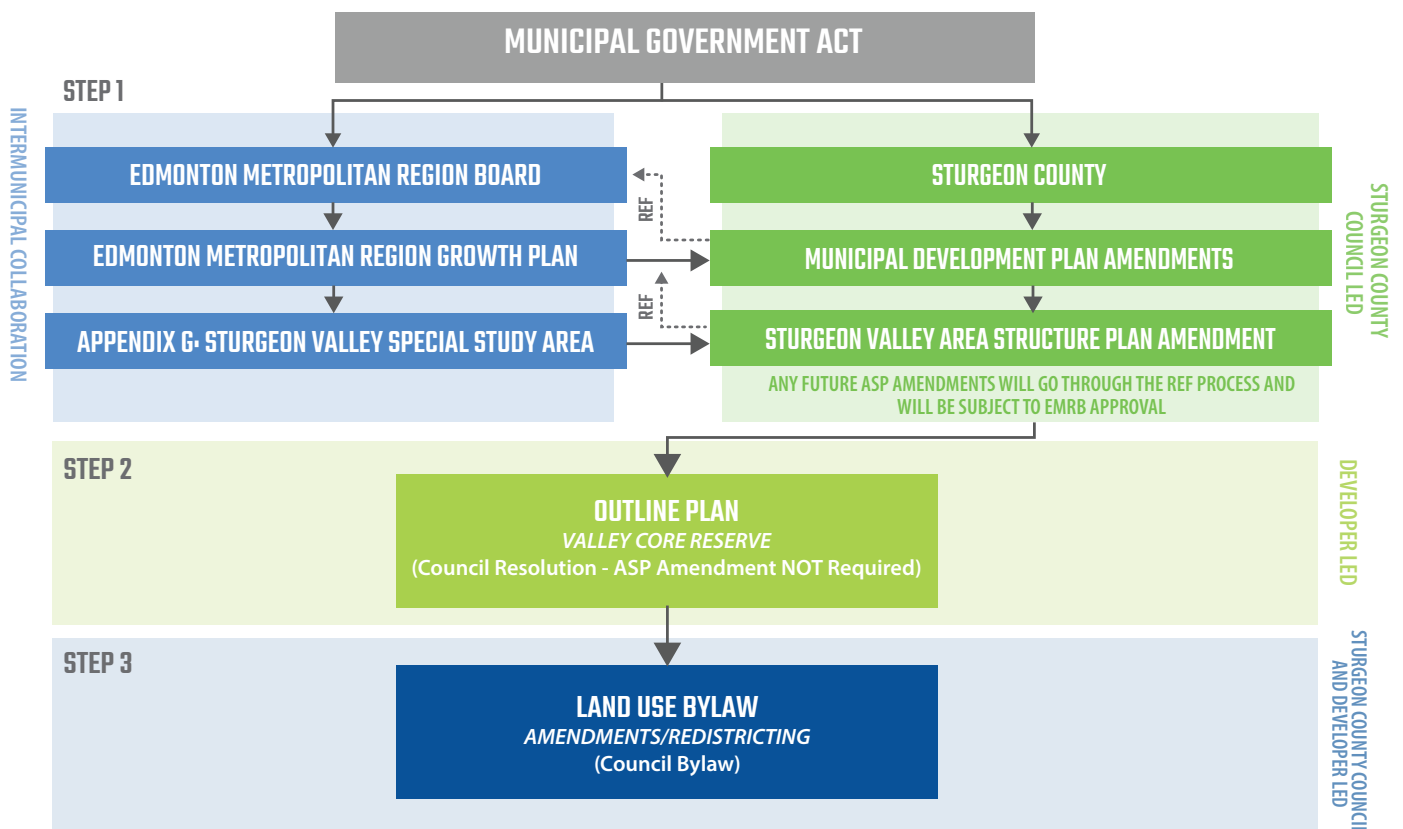 MUNICIPAL GOVERNMENT ACT
STEP 1
INTERMUNICIPAL COLLABORATION
EDMONTON METROPOLITAN REGION BOARD
EDMONTON METROPOLITAN REGION GROWTH PLAN
APPENDIX G: STURGEON VALLEY SPECIAL STUDY AREA
REF
REF
STURGEON COUNTY
MUNICIPAL DEVELOPMENT PLAN AMENDMENTS
STURGEON VALLEY AREA STRUCTURE PLAN AMENDMENT
ANY FUTURE ASP AMENDMENTS WILL GO THROUGH THE REF PROCESS AND
WILL BE SUBJECT TO EMRB APPROVAL
STURGEON COUNTY
COUNCIL LED
STEP 2
OUTLINE PLAN
VALLEY CORE RESERVE
(Council Resolution - ASP Amendment NOT Required)
DEVELOPER LED
STEP 3
LAND USE BYLAW
AMENDMENTS/REDISTRICTING
(Council Bylaw)
STURGEON COUNTY COUNCIL
AND DEVELOPER LED